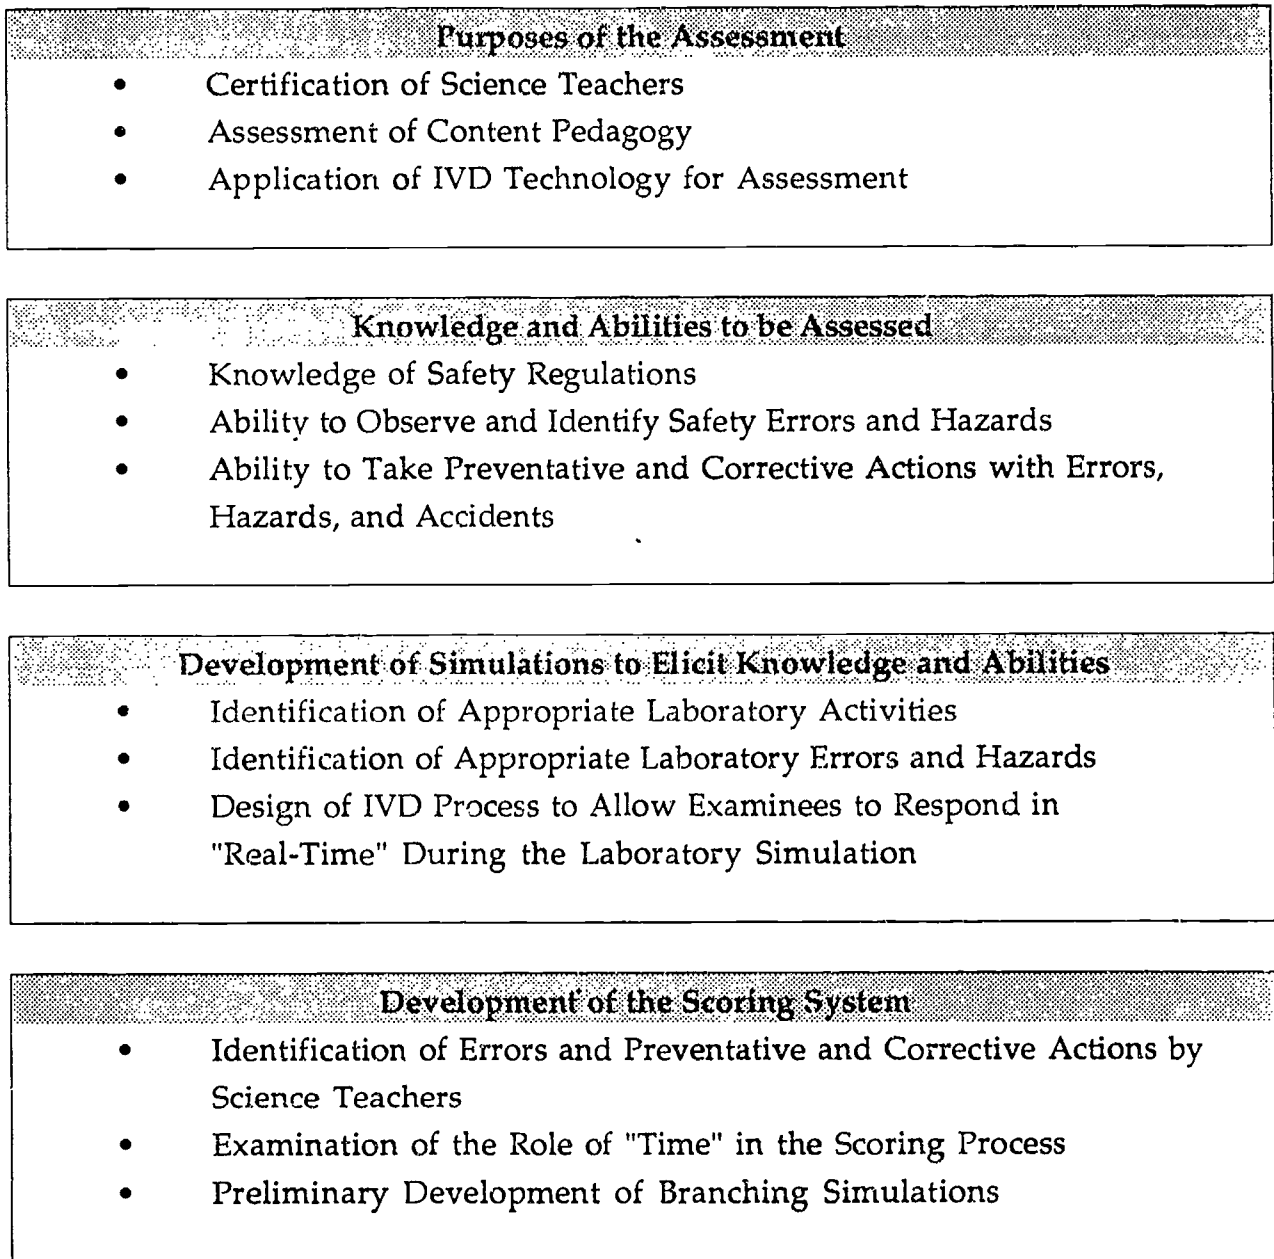 Purposes of the Assessment
• Certification of Science Teachers
• Assessment of Content Pedagogy
• Application of IVD Technology for Assessment
Knowledge and Abilities to be Assessed
• Knowledge of Safety Regulations
• Ability to Observe and Identify Safety Errors and Hazards
• Ability to Take Preventative and Corrective Actions with Errors,
Hazards, and Accidents
Development of Simulations to Elicit Knowledge and Abilities
• Identification of Appropriate Laboratory Activities
• Identification of Appropriate Laboratory Errors and Hazards
• Design of IVD Process to Allow Examinees to Respond in
"Real-Time" During the Laboratory Simulation
Development of the Scoring System
• Identification of Errors and Preventative and Corrective Actions by
Science Teachers
• Examination of the Role of "Time" in the Scoring Process
• Preliminary Development of Branching Simulations